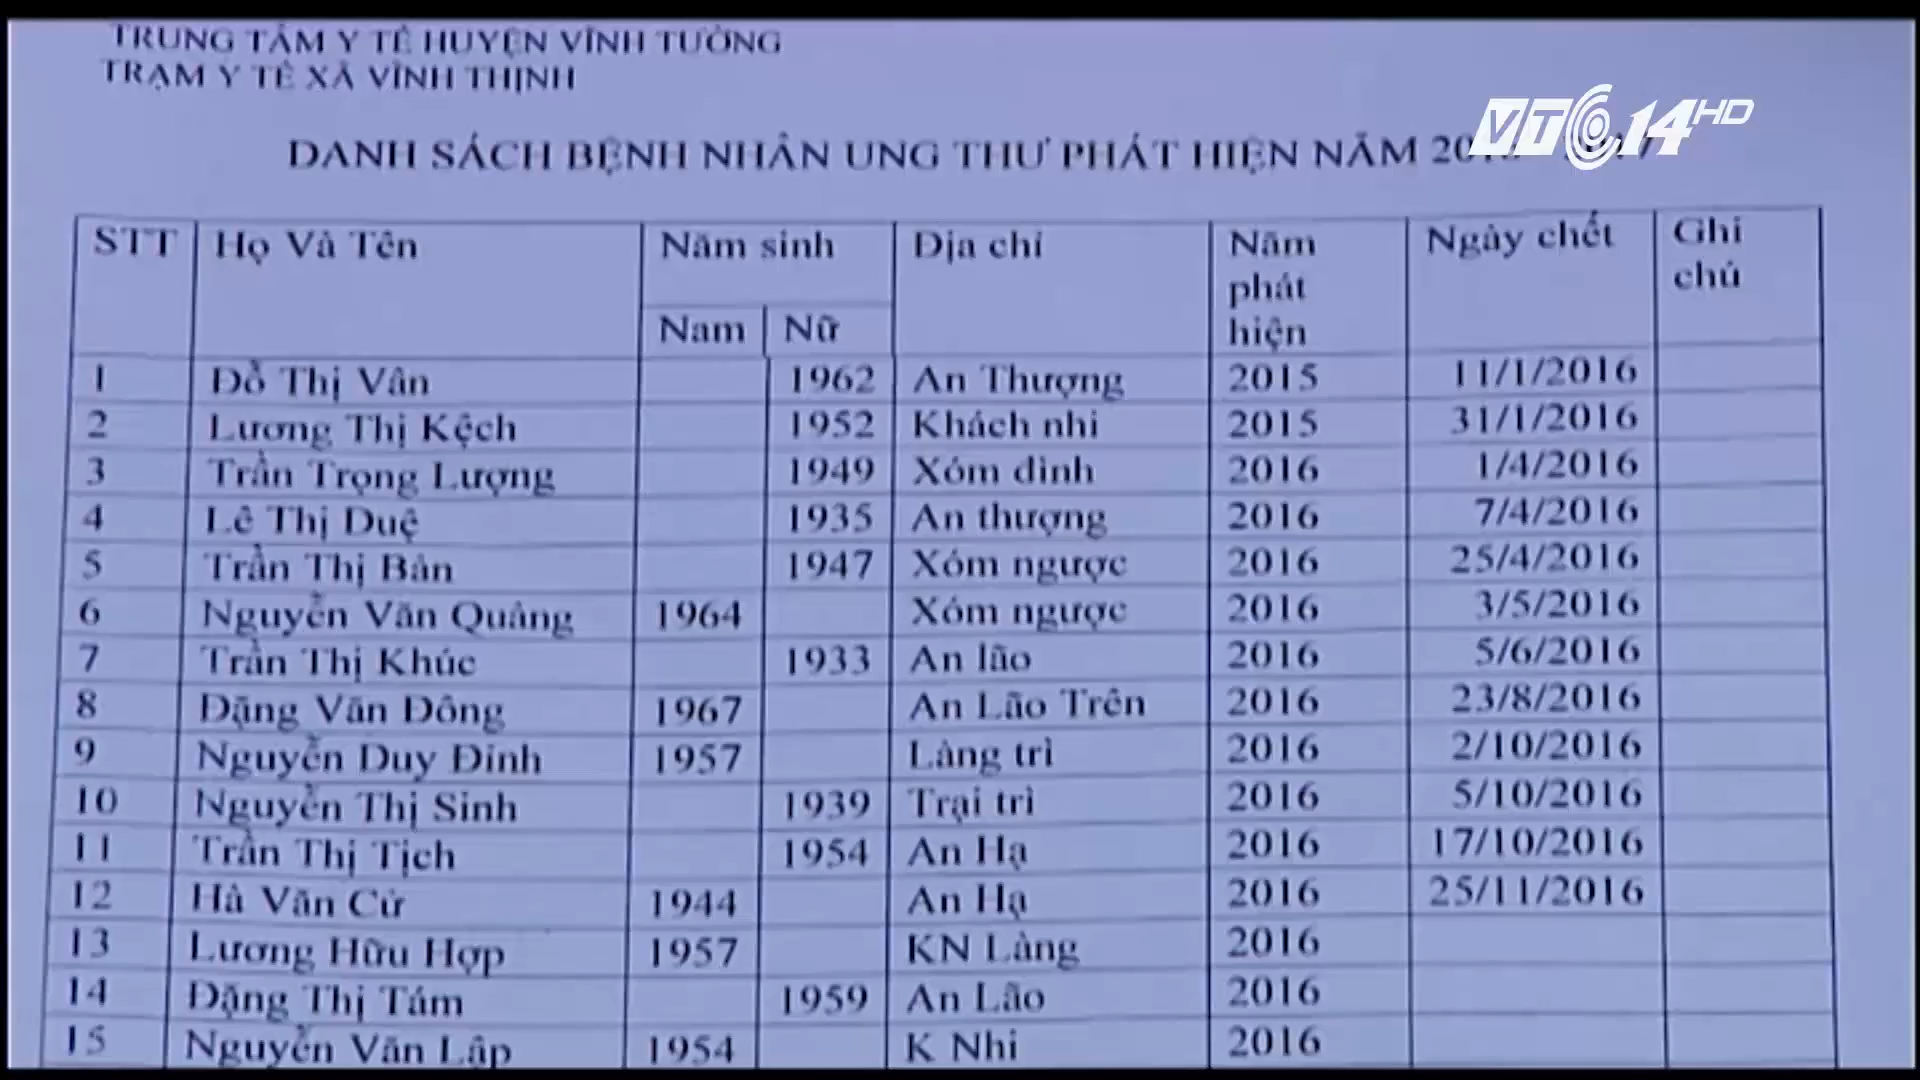 TRUNG TÂM Y TẾ HUYỆN VĨNH TƯỜNG
TRẠM Y TẾ XÃ VĨNH THỊNH
VTC14 HD
DANH SÁCH BỆNH NHÂN UNG THƯ PHÁT HIỆN NĂM
STT Họ Và Tên Năm sinh Địa chỉ Năm phát hiện Ngày chết Ghi chú
Nam Nữ
1 Đỗ Thị Vân 1962 An Thượng 2015 11/1/2016
2 Lương Thị Kệch 1952 Khách nhi 2015 31/1/2016
3 Trần Trọng Lượng 1949 Xóm đình 2016 1/4/2016
4 Lê Thị Duệ 1935 An thượng 2016 7/4/2016
5 Trần Thị Bản 1947 Xóm ngược 2016 25/4/2016
6 Nguyễn Văn Quảng 1964 Xóm ngược 2016 3/5/2016
7 Trần Thị Khúc 1933 An lão 2016 5/6/2016
8 Đặng Văn Đông 1967 An Lão Trên 2016 23/8/2016
9 Nguyễn Duy Đinh 1957 Làng trì 2016 2/10/2016
10 Nguyễn Thị Sinh 1939 Trại trì 2016 5/10/2016
11 Trần Thị Tịch 1954 An Hạ 2016 17/10/2016
12 Hà Văn Cừ 1944 An Hạ 2016 25/11/2016
13 Lương Hữu Hợp 1957 KN Làng 2016
14 Đặng Thị Tám 1959 An Lão 2016
15 Nguyễn Văn Lập 1954 K Nhi 2016